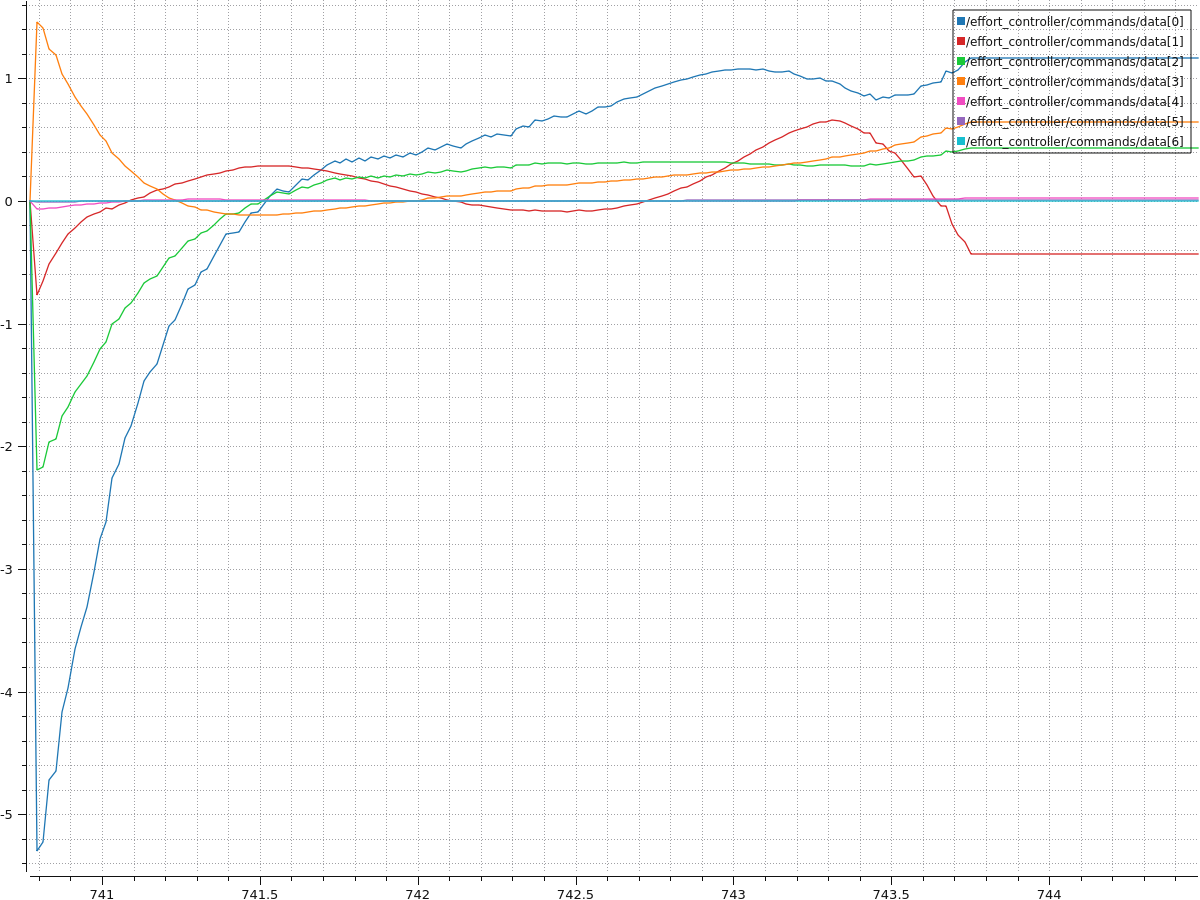 /effort_controller/commands/data[0]
/effort_controller/commands/data[1]
/effort_controller/commands/data[2]
/effort_controller/commands/data[3]
/effort_controller/commands/data[4]
/effort_controller/commands/data[5]
/effort_controller/commands/data[6]
1
0
-1
-2
-3
-4
-5
741 741.5 742 742.5 743 743.5 744